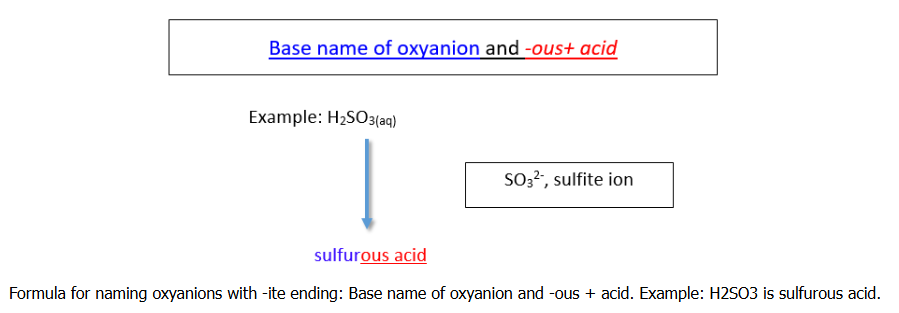 Base name of oxyanion and -ous+ acid
Example: H₂SO₃(aq)
SO₃²⁻, sulfite ion
sulfurous acid
Formula for naming oxyanions with -ite ending: Base name of oxyanion and -ous + acid. Example: H2SO3 is sulfurous acid.